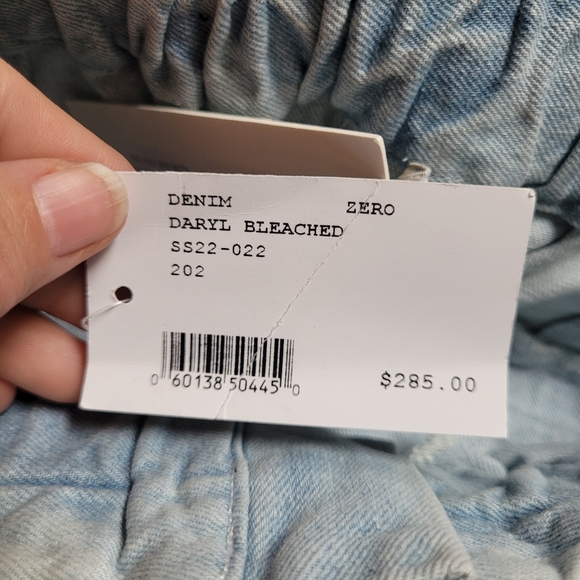 DENIM ZERO
DARYL BLEACHED
SS22-022
202
0 60138 50445 0
$285.00